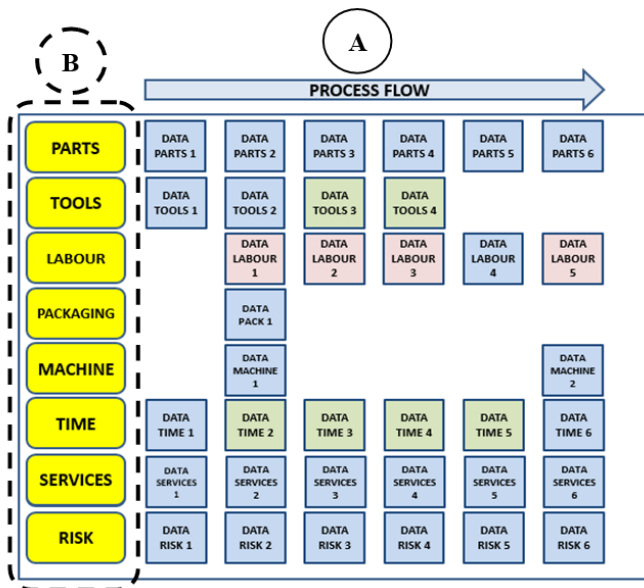 A
B
PROCESS FLOW
PARTS
DATA
PARTS 1
DATA
PARTS 2
DATA
PARTS 3
DATA
PARTS 4
DATA
PARTS 5
DATA
PARTS 6
TOOLS
DATA
TOOLS 1
DATA
TOOLS 2
DATA
TOOLS 3
DATA
TOOLS 4
LABOUR
DATA
LABOUR
1
DATA
LABOUR
2
DATA
LABOUR
3
DATA
LABOUR
4
DATA
LABOUR
5
PACKAGING
DATA
PACK 1
MACHINE
DATA
MACHINE
1
DATA
MACHINE
2
TIME
DATA
TIME 1
DATA
TIME 2
DATA
TIME 3
DATA
TIME 4
DATA
TIME 5
DATA
TIME 6
SERVICES
DATA
SERVICES
1
DATA
SERVICES
2
DATA
SERVICES
3
DATA
SERVICES
4
DATA
SERVICES
5
DATA
SERVICES
6
RISK
DATA
RISK 1
DATA
RISK 2
DATA
RISK 3
DATA
RISK 4
DATA
RISK 5
DATA
RISK 6